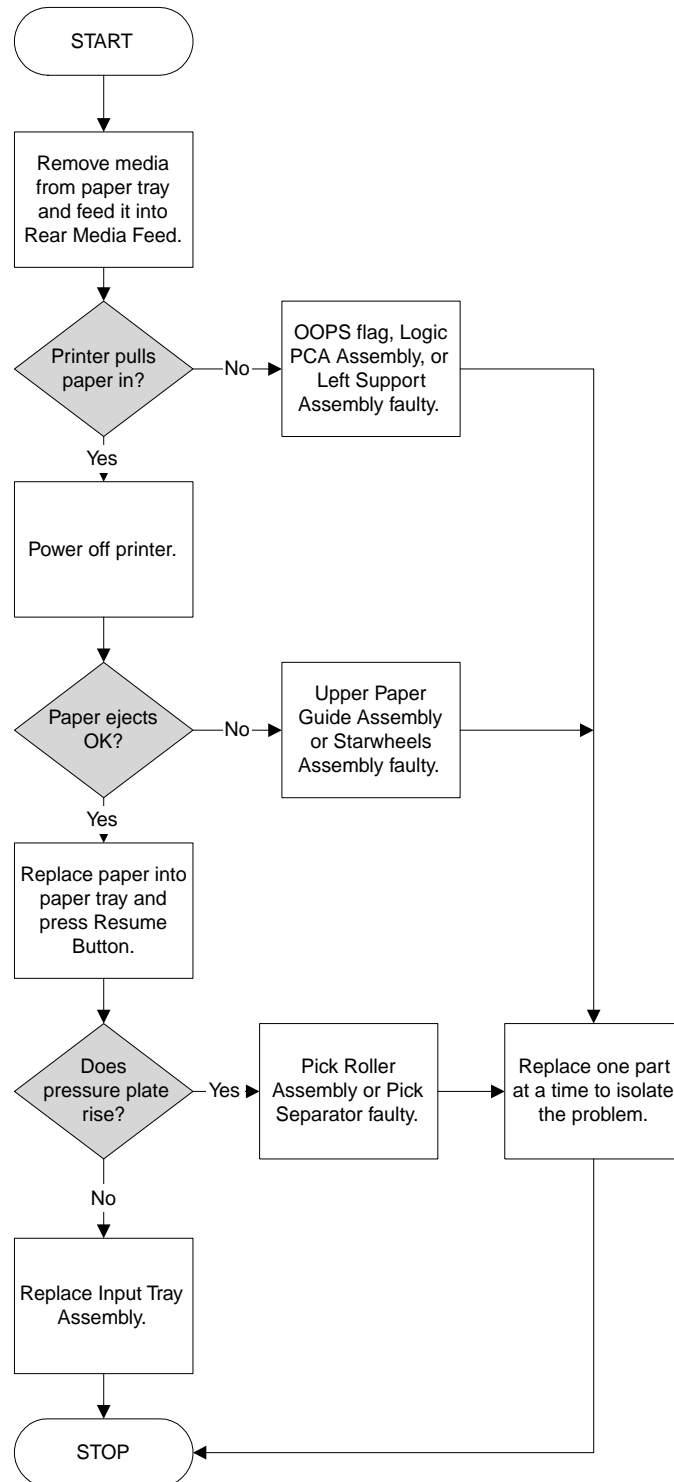 START
Remove media
from paper tray
and feed it into
Rear Media Feed.
Printer pulls
paper in?
No
OOPS flag, Logic
PCA Assembly, or
Left Support
Assembly faulty.
Yes
Power off printer.
Paper ejects
OK?
No
Upper Paper
Guide Assembly
or Starwheels
Assembly faulty.
Yes
Replace paper into
paper tray and
press Resume
Button.
Does
pressure plate
rise?
Yes
Pick Roller
Assembly or Pick
Separator faulty.
Replace one part
at a time to isolate
the problem.
No
Replace Input Tray
Assembly.
STOP